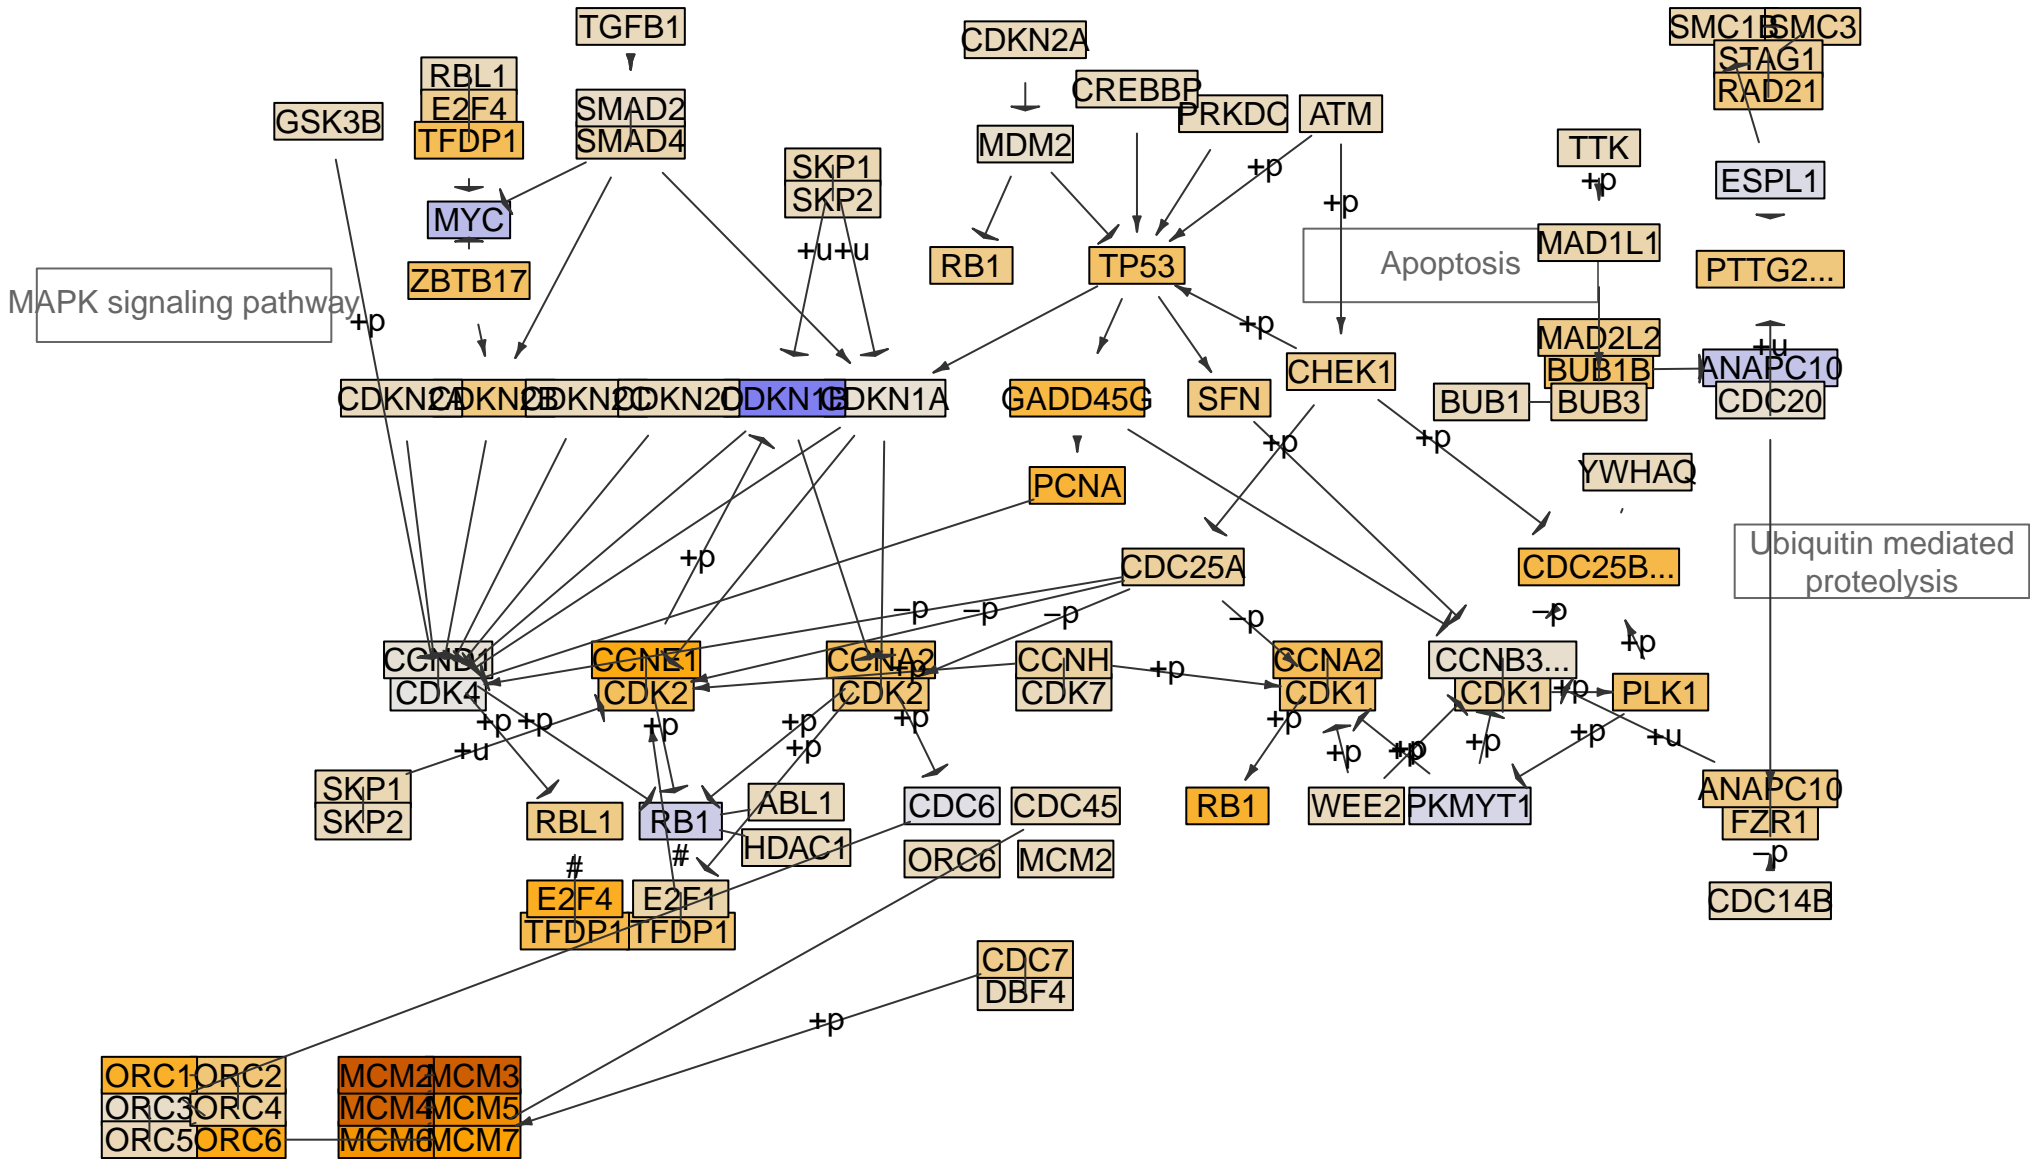 TGFB1
CDKN2A
SMC1B
SMC3
STAG1
RAD21
RBL1
E2F4
TFDP1
GSK3B
SMAD2
SMAD4
CREBBP
PRKDC
ATM
MDM2
SKP1
SKP2
TTK
+p
+p
+p
ESPL1
MYC
+u
+u
RB1
TP53
Apoptosis
MAD1L1
PTTG2...
ZBTB17
MAPK signaling pathway
+p
+p
MAD2L2
+u
CHEK1
BUB1B
ANAPC10
CDKN2A
CDKN2B
CDKN2C
CDKN2D
CDKN1B
CDKN1A
GADD45G
SFN
BUB1
BUB3
CDC20
+p
+p
YWHAQ
PCNA
+p
CDC25A
CDC25B...
Ubiquitin mediated
proteolysis
−p
−p
−p
−p
−p
+p
CCND1
CDK4
CCNE1
CDK2
CCNA2
CDK2
+p
CCNH
CDK7
+p
CCNA2
CDK1
CCNB3...
CDK1
+p
PLK1
+p
+p
+u
+p
+p
+p
+p
+p
+p
+p
+p
+p
+p
+u
SKP1
SKP2
RBL1
RB1
ABL1
HDAC1
CDC6
CDC45
ORC6
MCM2
RB1
WEE2
PKMYT1
ANAPC10
FZR1
−p
CDC14B
#
#
E2F4
TFDP1
E2F1
TFDP1
CDC7
DBF4
+p
ORC1
ORC2
ORC3
ORC4
ORC5
ORC6
MCM2
MCM3
MCM4
MCM5
MCM6
MCM7